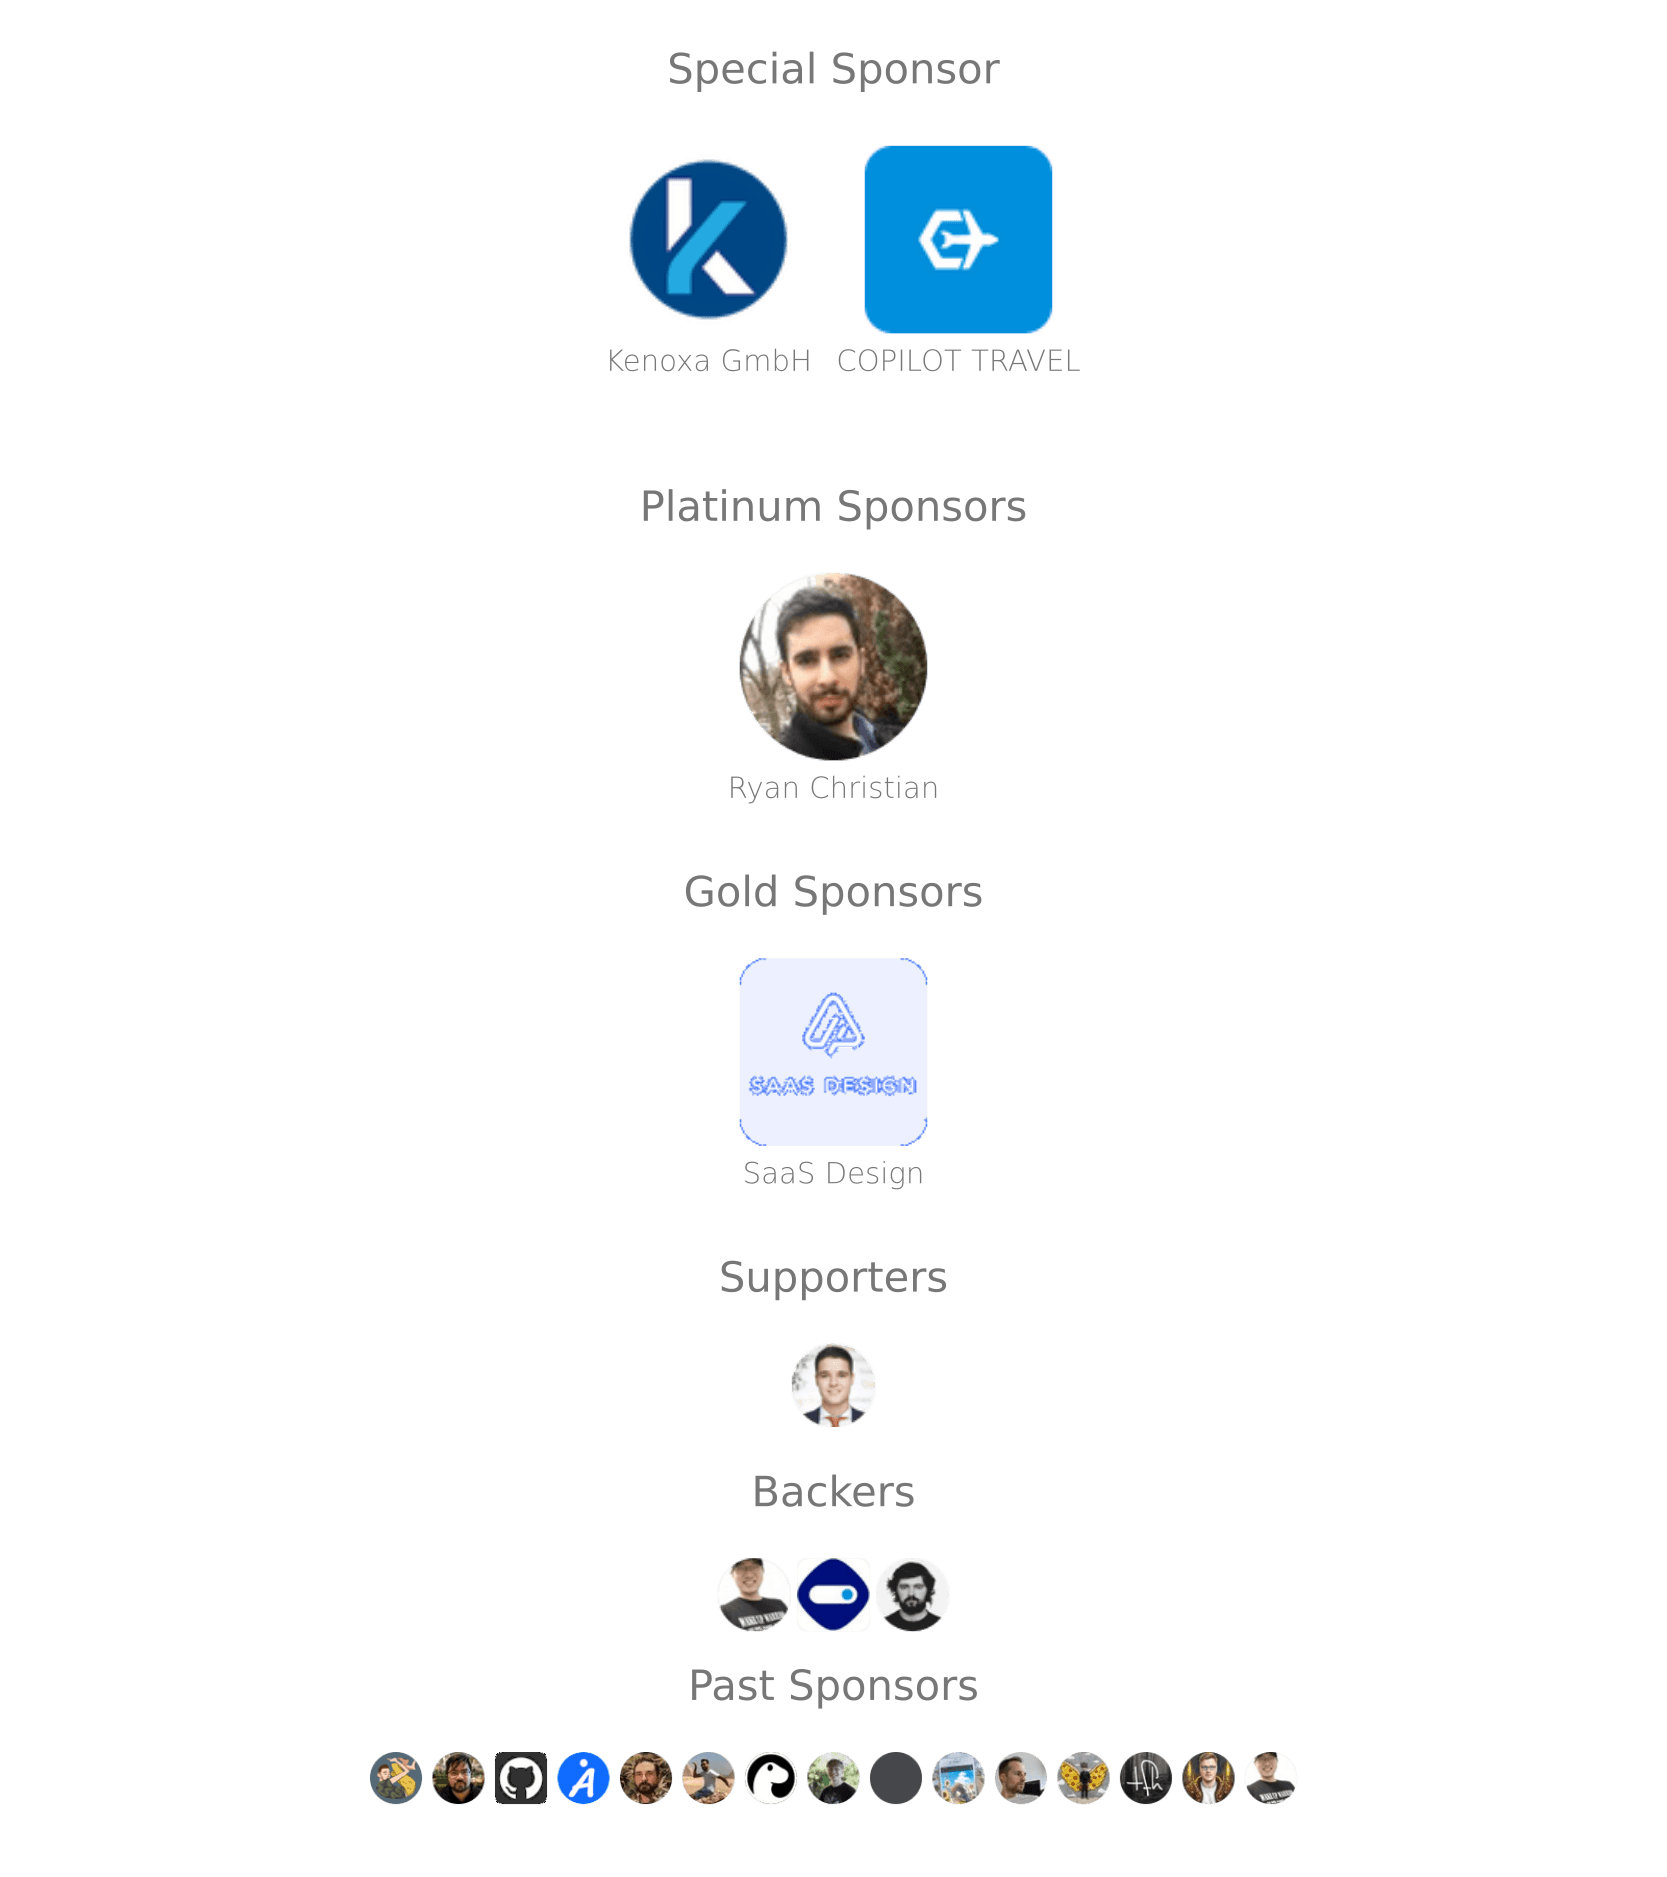 Special Sponsor
Kenoxa GmbH COPILOT TRAVEL
Platinum Sponsors
Ryan Christian
Gold Sponsors
SAAS DESIGN
SaaS Design
Supporters
Backers
Past Sponsors
tfh